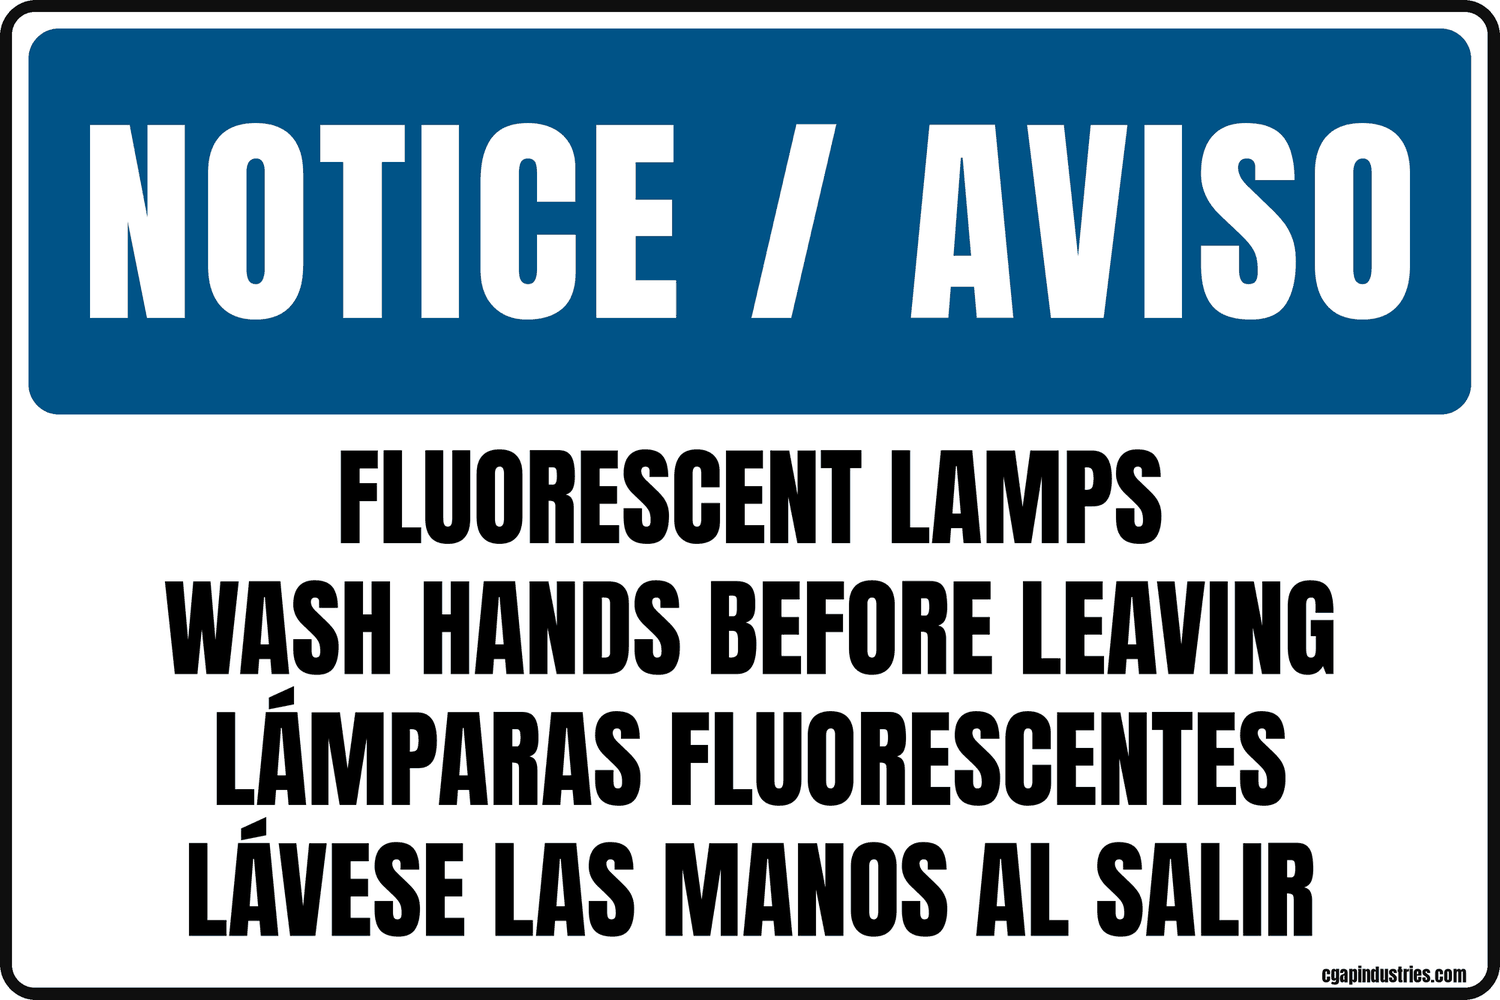 NOTICE / AVISO
FLUORESCENT LAMPS
WASH HANDS BEFORE LEAVING
LÁMPARAS FLUORESCENTES
LÁVESE LAS MANOS AL SALIR
cgapindustries.com